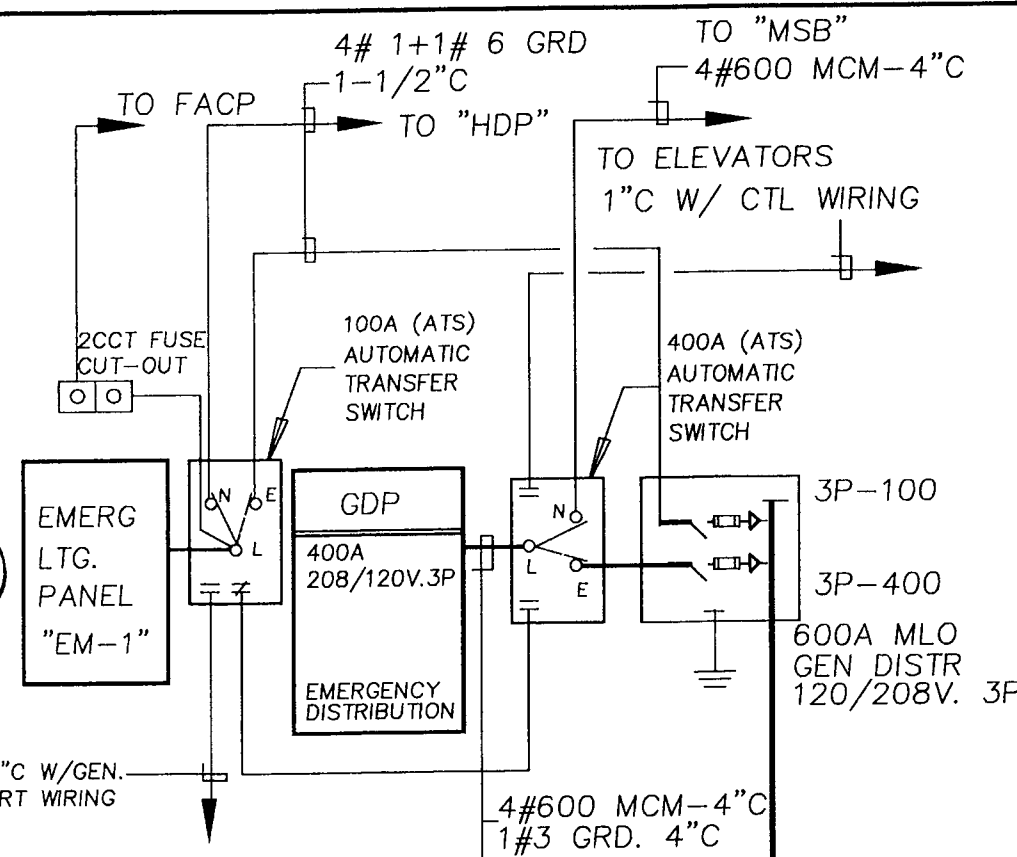 4# 1+1# 6 GRD
1-1/2"C
TO "MSB"
4#600 MCM-4"C
TO FACP
TO "HDP"
TO ELEVATORS
1"C W/ CTL WIRING
2CCT FUSE
CUT-OUT
100A (ATS)
AUTOMATIC
TRANSFER
SWITCH
400A (ATS)
AUTOMATIC
TRANSFER
SWITCH
EMERG
LTG.
PANEL
"EM-1"
N
E
L
GDP
400A
208/120V.3P
EMERGENCY
DISTRIBUTION
N
L
E
3P-100
3P-400
600A MLO
GEN DISTR
120/208V. 3P
"C W/GEN.
RT WIRING
4#600 MCM-4"C
1#3 GRD. 4"C